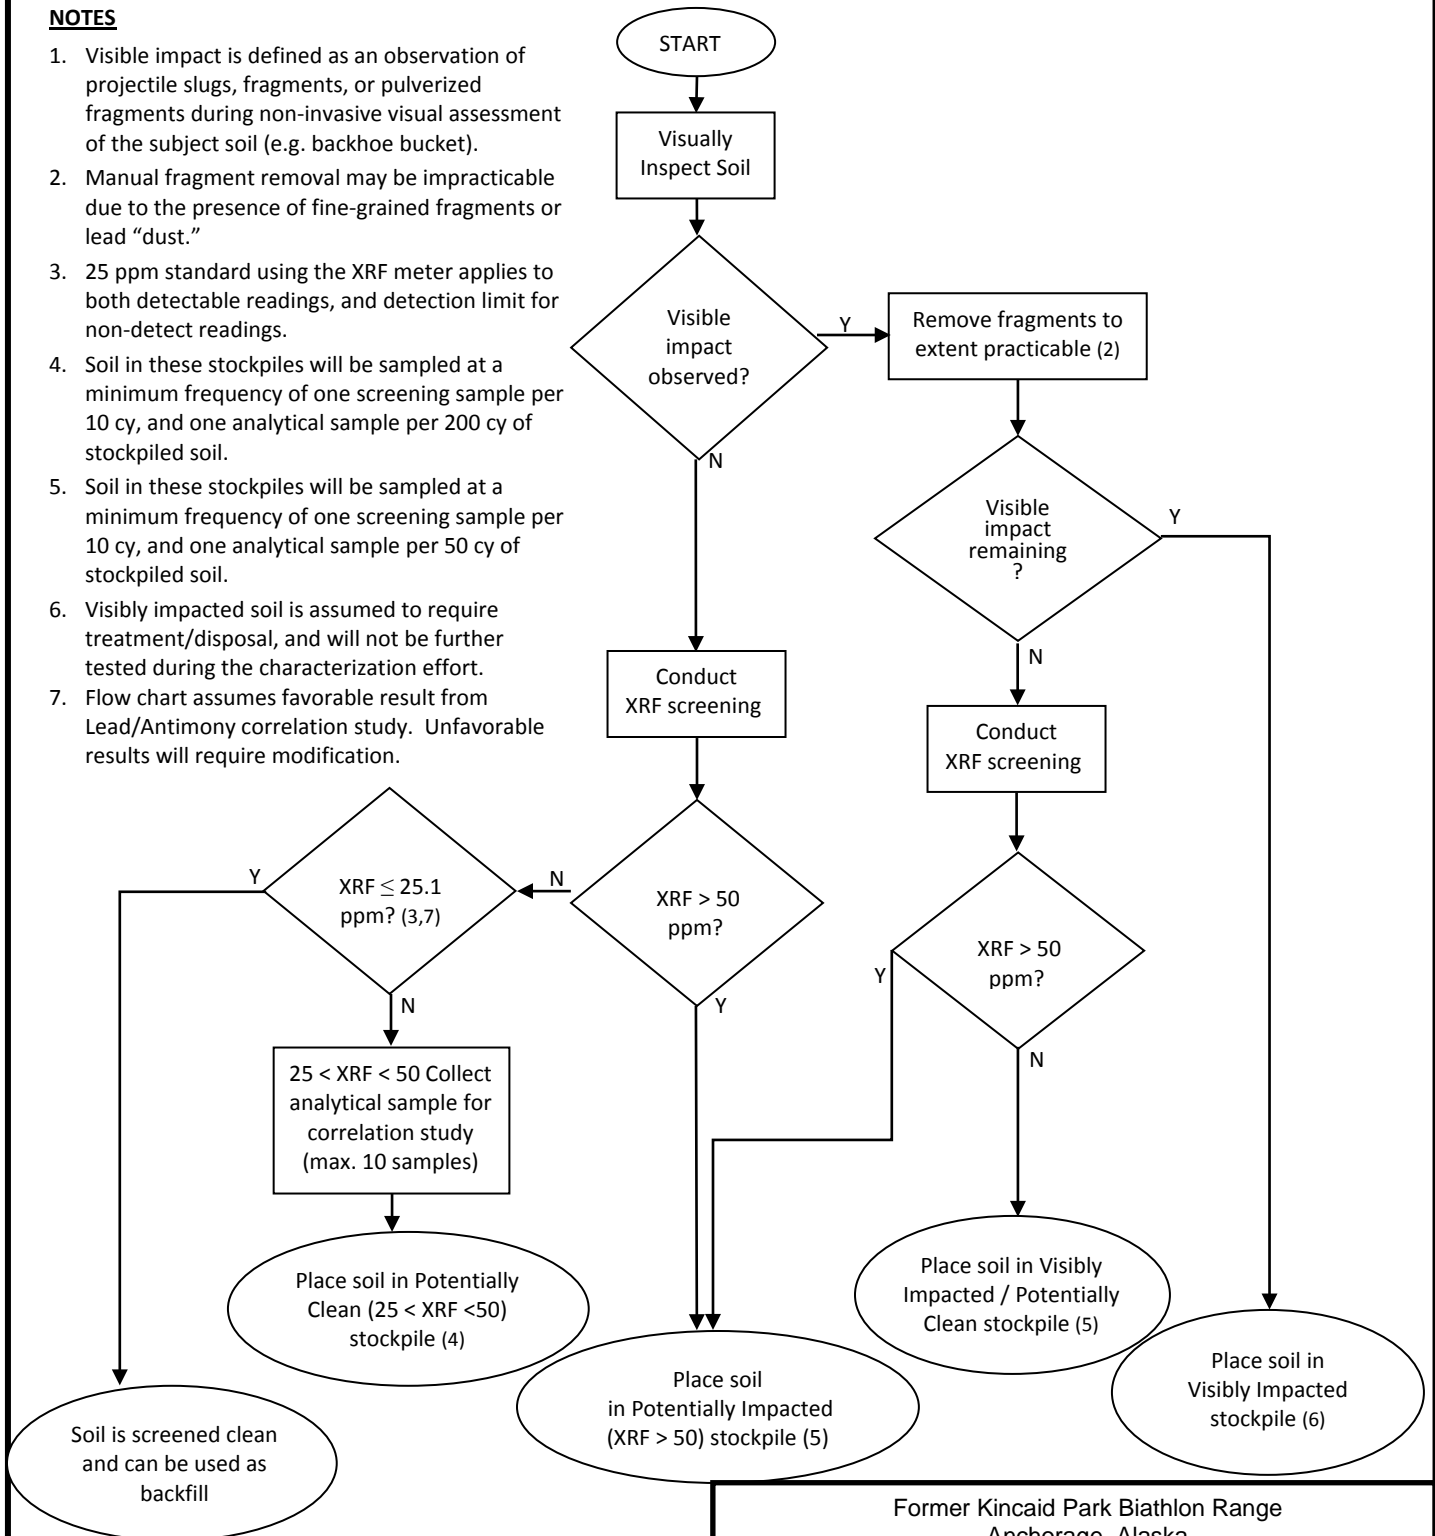 NOTES
1. Visible impact is defined as an observation of
projectile slugs, fragments, or pulverized
fragments during non-invasive visual assessment
of the subject soil (e.g. backhoe bucket).
2. Manual fragment removal may be impracticable
due to the presence of fine-grained fragments or
lead “dust.”
3. 25 ppm standard using the XRF meter applies to
both detectable readings, and detection limit for
non-detect readings.
4. Soil in these stockpiles will be sampled at a
minimum frequency of one screening sample per
10 cy, and one analytical sample per 200 cy of
stockpiled soil.
5. Soil in these stockpiles will be sampled at a
minimum frequency of one screening sample per
10 cy, and one analytical sample per 50 cy of
stockpiled soil.
6. Visibly impacted soil is assumed to require
treatment/disposal, and will not be further
tested during the characterization effort.
7. Flow chart assumes favorable result from
Lead/Antimony correlation study. Unfavorable
results will require modification.
START
Visually
Inspect Soil
Visible
impact
observed?
Y
N
Remove fragments to
extent practicable (2)
Visible
impact
remaining
?
Y
N
Conduct
XRF screening
Conduct
XRF screening
XRF > 50
ppm?
N
Y
XRF ≤ 25.1
ppm? (3,7)
Y
N
XRF > 50
ppm?
Y
N
25 < XRF < 50 Collect
analytical sample for
correlation study
(max. 10 samples)
Place soil in Potentially
Clean (25 < XRF <50)
stockpile (4)
Place soil in Visibly
Impacted / Potentially
Clean stockpile (5)
Place soil
in Potentially Impacted
(XRF > 50) stockpile (5)
Place soil in
Visibly Impacted
stockpile (6)
Soil is screened clean
and can be used as
backfill
Former Kincaid Park Biathlon Range
Anchorage, Alaska